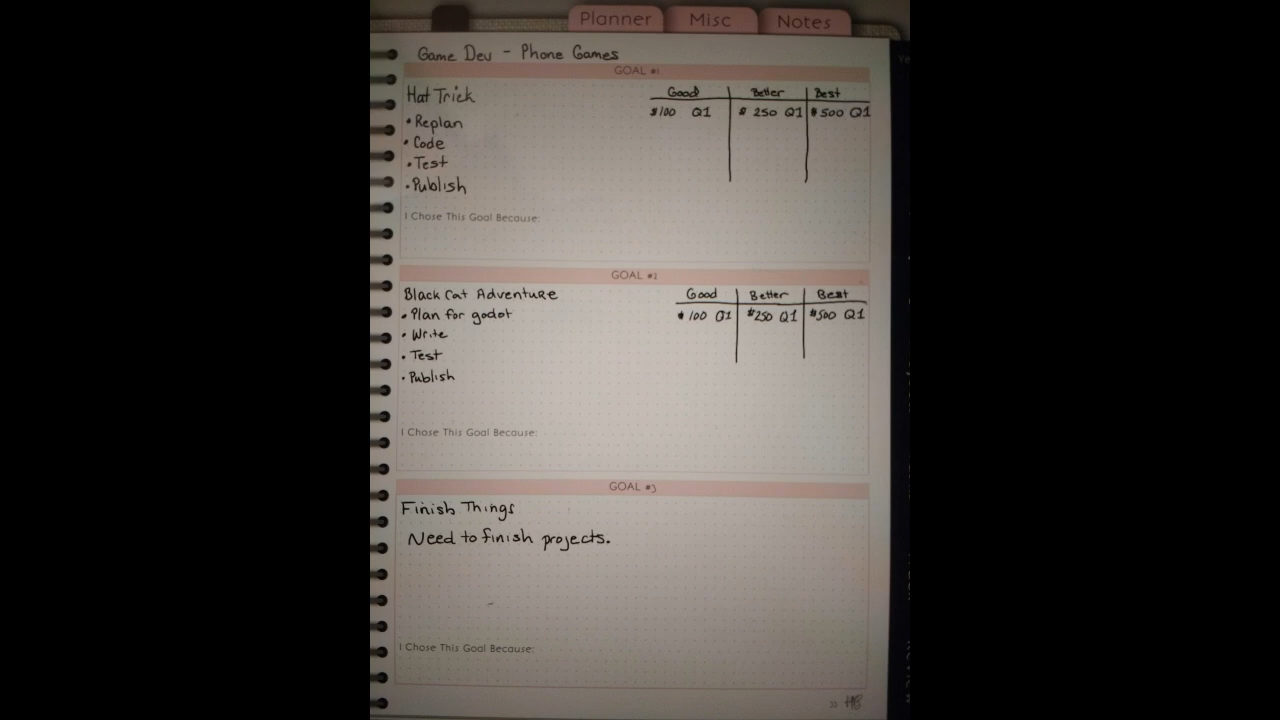 Planner Misc Notes
Game Dev - Phone Games
GOAL #1
Hat Trick
Good Better Best
$100 Q1 $250 Q1 $500 Q1
• Replan
• Code
• Test
• Publish
I Chose This Goal Because:
GOAL #2
Black Cat Adventure
Good Better Best
$100 Q1 $250 Q1 $500 Q1
• Plan for godot
• Write
• Test
• Publish
I Chose This Goal Because:
GOAL #3
Finish Things
Need to finish projects.
I Chose This Goal Because: